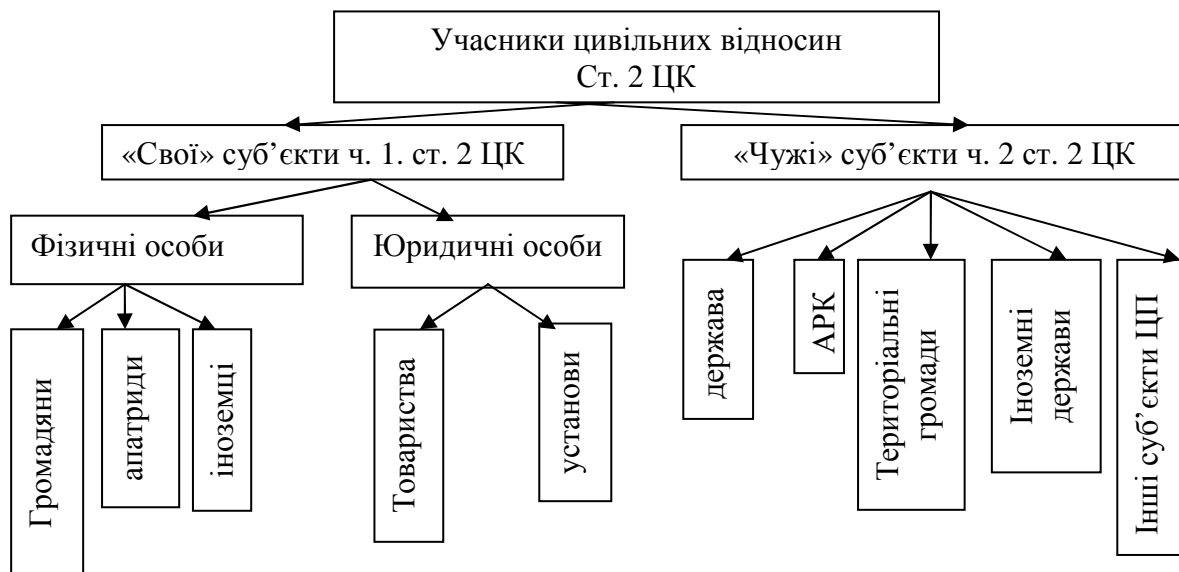 Учасники цивільних відносин
Ст. 2 ЦК
«Свої» суб’єкти ч. 1. ст. 2 ЦК
«Чужі» суб’єкти ч. 2 ст. 2 ЦК
Фізичні особи
Юридичні особи
Громадяни
апатриди
іноземці
Товариства
установи
держава
АРК
Територіальні
громади
Іноземні
держави
Інші суб’єкти ЦП